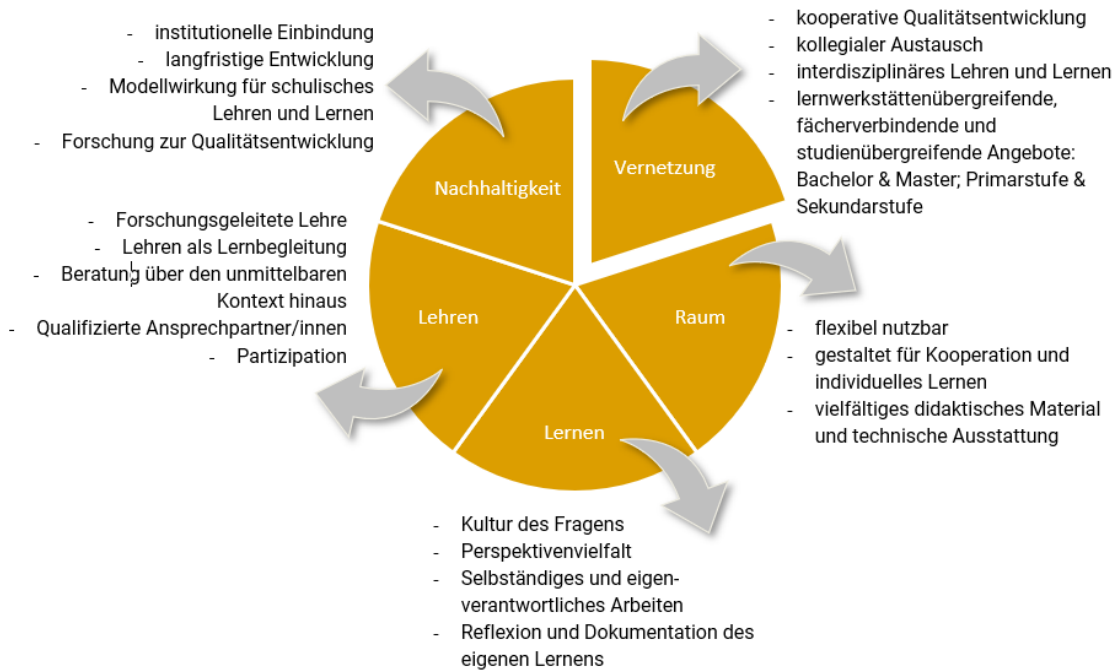 - institutionelle Einbindung
- langfristige Entwicklung
- Modellwirkung für schulisches
Lehren und Lernen
- Forschung zur Qualitätsentwicklung
- kooperative Qualitätsentwicklung
- kollegialer Austausch
- interdisziplinäres Lehren und Lernen
- lernwerkstättenübergreifende,
fächerverbindende und
studienübergreifende Angebote:
Bachelor & Master; Primarstufe &
Sekundarstufe
Nachhaltigkeit
Vernetzung
- Forschungsgeleitete Lehre
- Lehren als Lernbegleitung
- Beratung über den unmittelbaren
Kontext hinaus
- Qualifizierte Ansprechpartner/innen
- Partizipation
Lehren
Raum
- flexibel nutzbar
- gestaltet für Kooperation und
individuelles Lernen
- vielfältiges didaktisches Material
und technische Ausstattung
Lernen
- Kultur des Fragens
- Perspektivenvielfalt
- Selbständiges und eigen-
verantwortliches Arbeiten
- Reflexion und Dokumentation des
eigenen Lernens